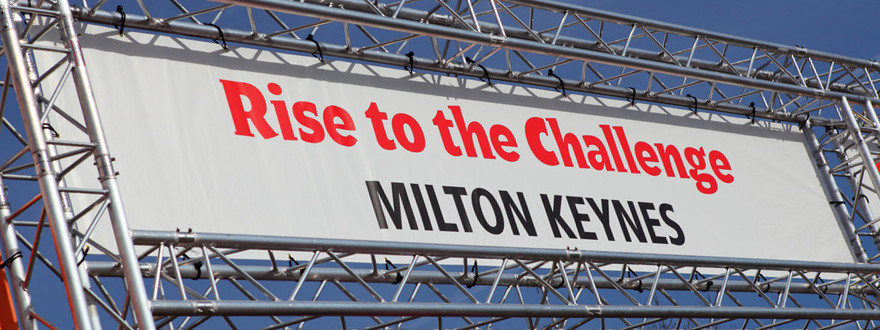 Rise to the Challenge
MILTON KEYNES